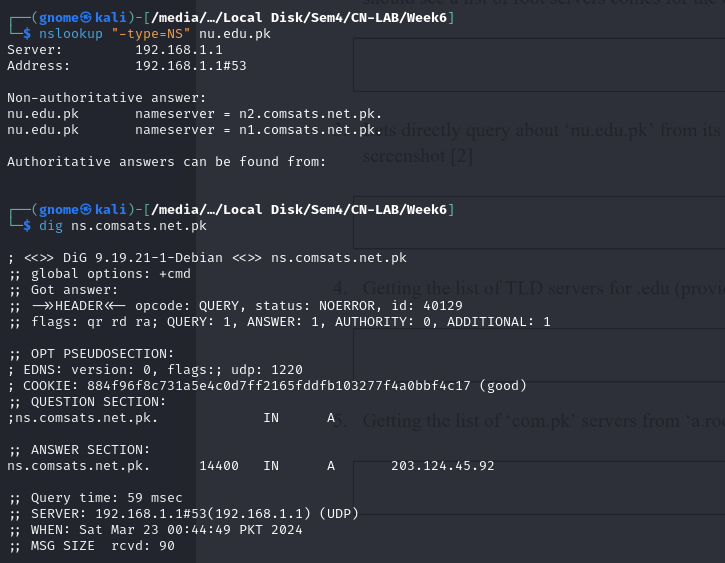 ┌──(gnome㉿kali)-[/media/…/Local Disk/Sem4/CN-LAB/Week6]
└─$ nslookup "-type=NS" nu.edu.pk
Server:         192.168.1.1
Address:        192.168.1.1#53

Non-authoritative answer:
nu.edu.pk       nameserver = n2.comsats.net.pk.
nu.edu.pk       nameserver = n1.comsats.net.pk.

Authoritative answers can be found from:

┌──(gnome㉿kali)-[/media/…/Local Disk/Sem4/CN-LAB/Week6]
└─$ dig ns.comsats.net.pk

; <<>> DiG 9.19.21-1-Debian <<>> ns.comsats.net.pk
;; global options: +cmd
;; Got answer:
;; ->>HEADER<<- opcode: QUERY, status: NOERROR, id: 40129
;; flags: qr rd ra; QUERY: 1, ANSWER: 1, AUTHORITY: 0, ADDITIONAL: 1

;; OPT PSEUDOSECTION:
; EDNS: version: 0, flags:; udp: 1220
; COOKIE: 884f96f8c731a5e4c0d7ff2165fddfb103277f4a0bbf4c17 (good)
;; QUESTION SECTION:
;ns.comsats.net.pk.             IN      A

;; ANSWER SECTION:
ns.comsats.net.pk.      14400   IN      A       203.124.45.92

;; Query time: 59 msec
;; SERVER: 192.168.1.1#53(192.168.1.1) (UDP)
;; WHEN: Sat Mar 23 00:44:49 PKT 2024
;; MSG SIZE  rcvd: 90

should see a list of root servers comes for the
directly query about ‘nu.edu.pk’ from its
screenshot [2]
4. Getting the list of TLD servers for .edu (provi
5. Getting the list of ‘com.pk’ servers from ‘a.roo